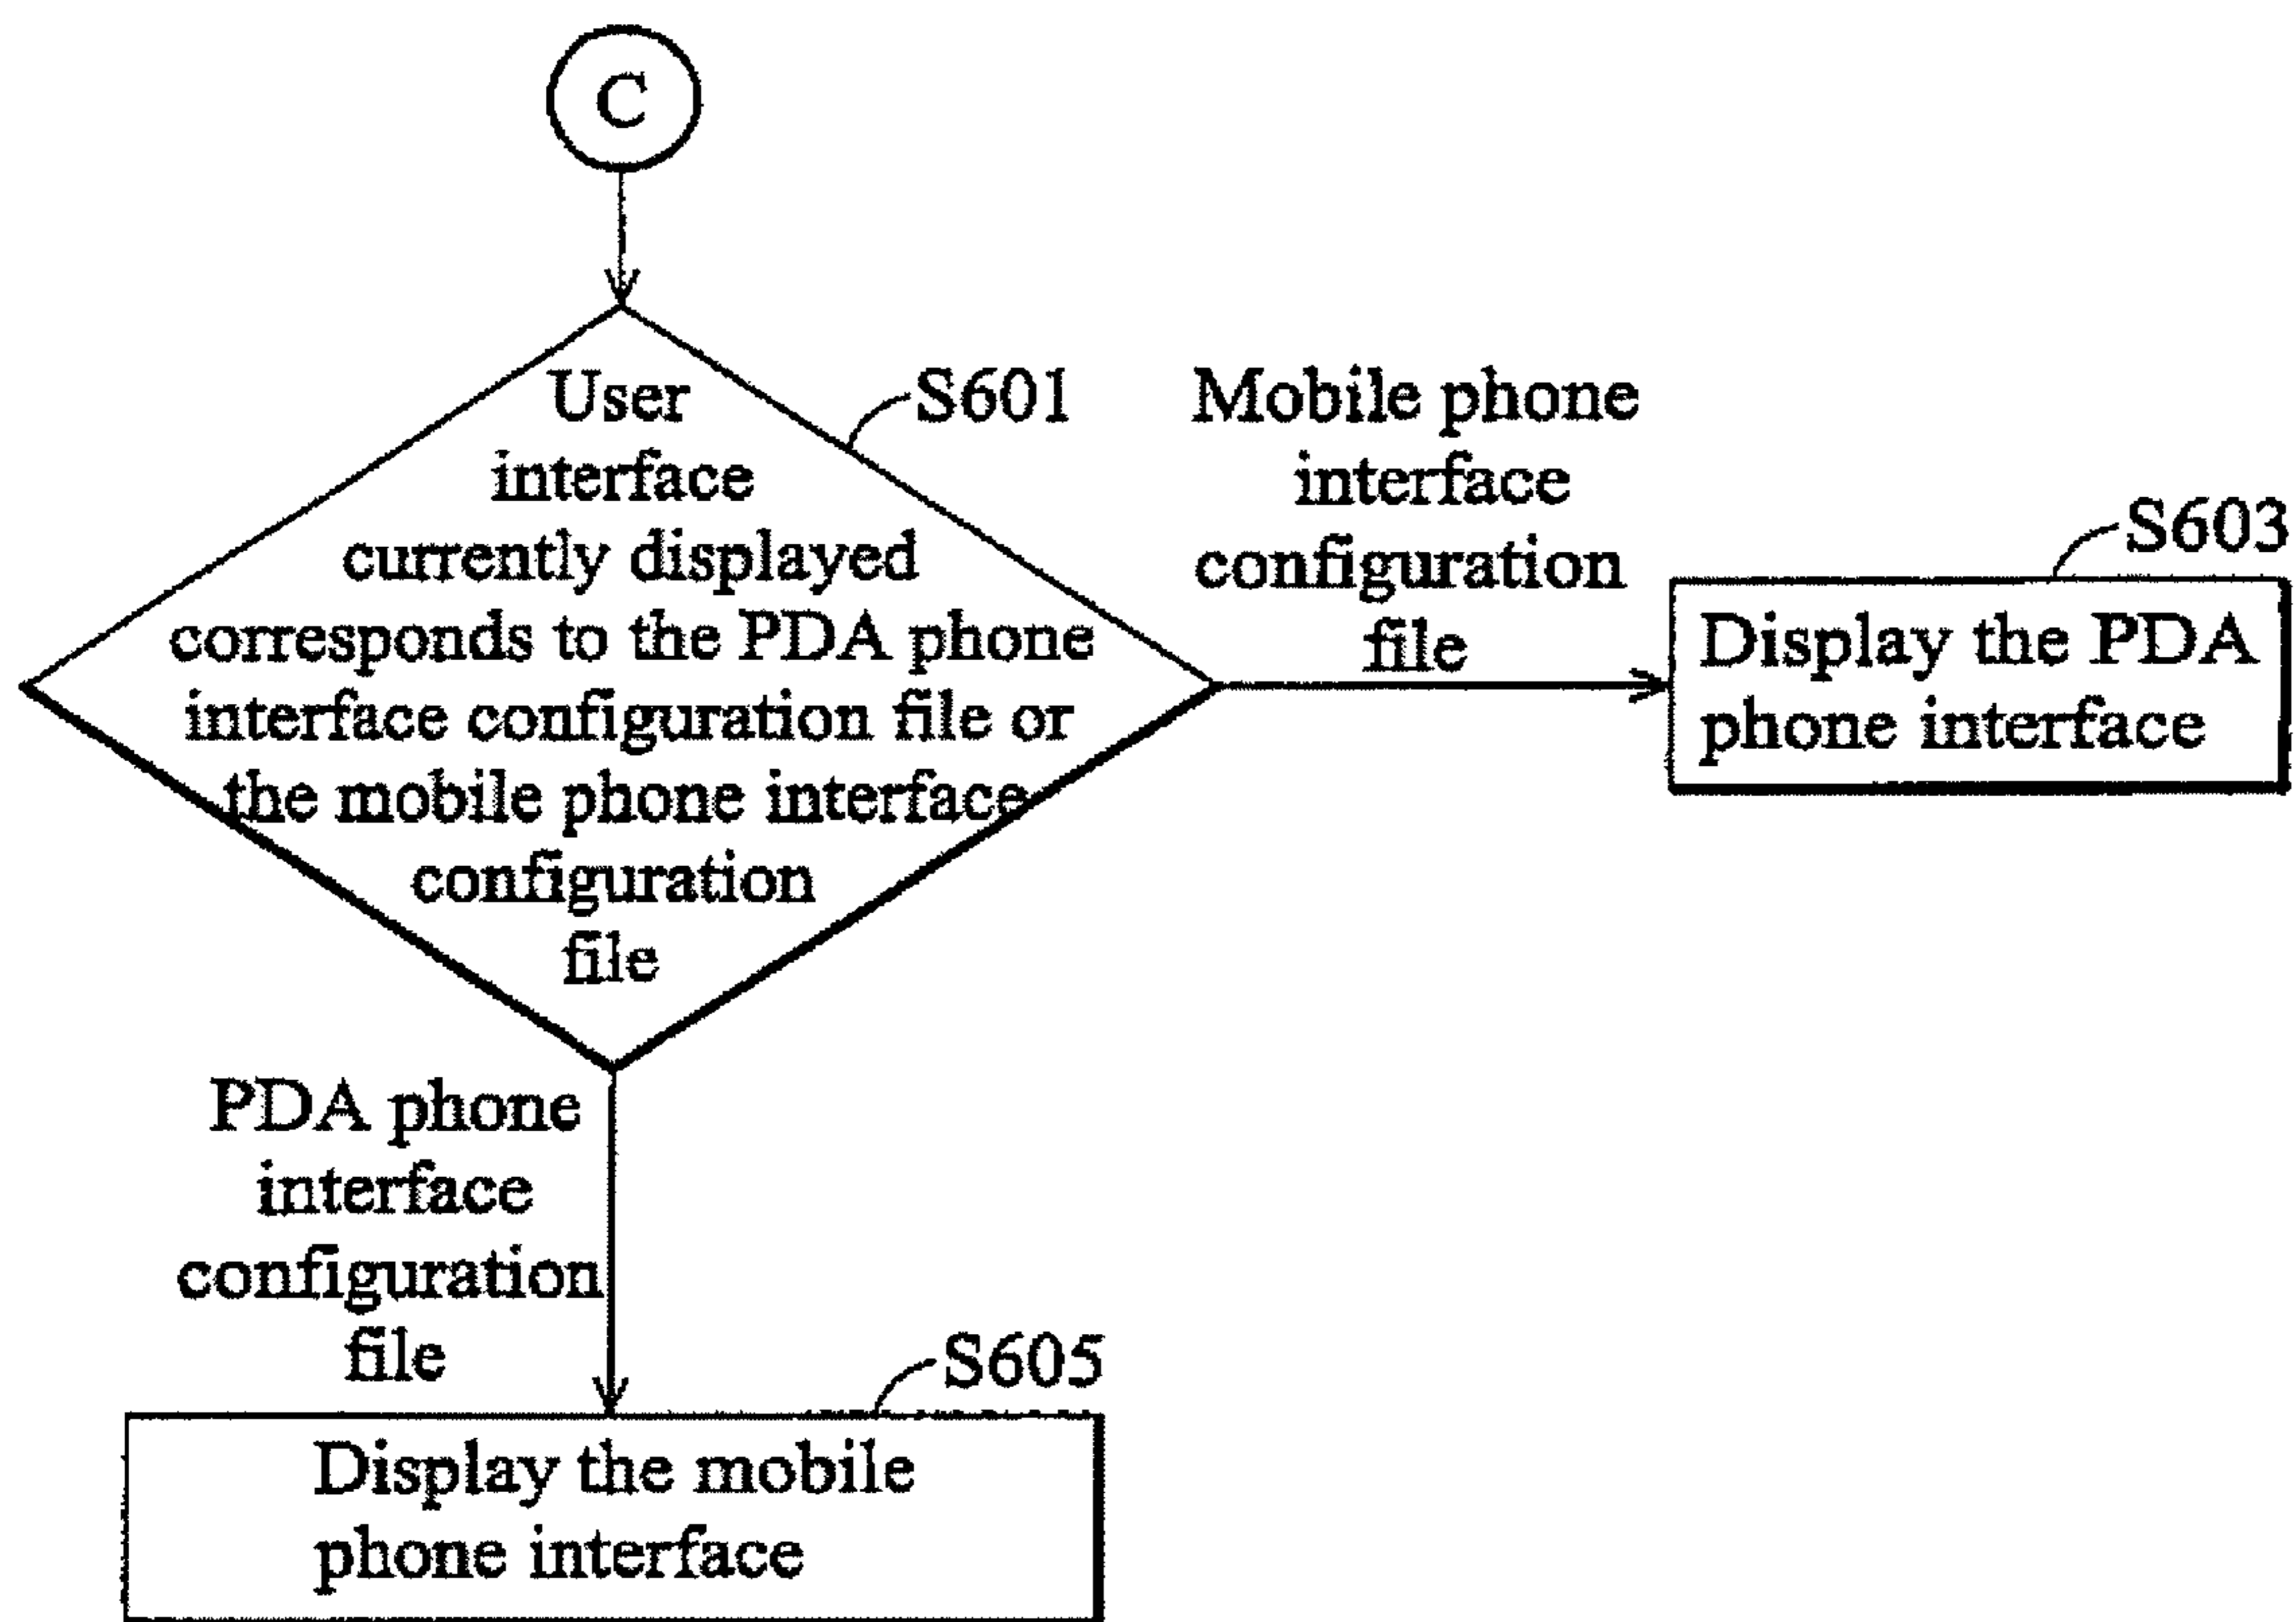 C
User
interface
currently displayed
corresponds to the PDA phone
interface configuration file or
the mobile phone interface
configuration
file
S601
Mobile phone
interface
configuration
file
S603
Display the PDA
phone interface
PDA phone
interface
configuration
file
S605
Display the mobile
phone interface